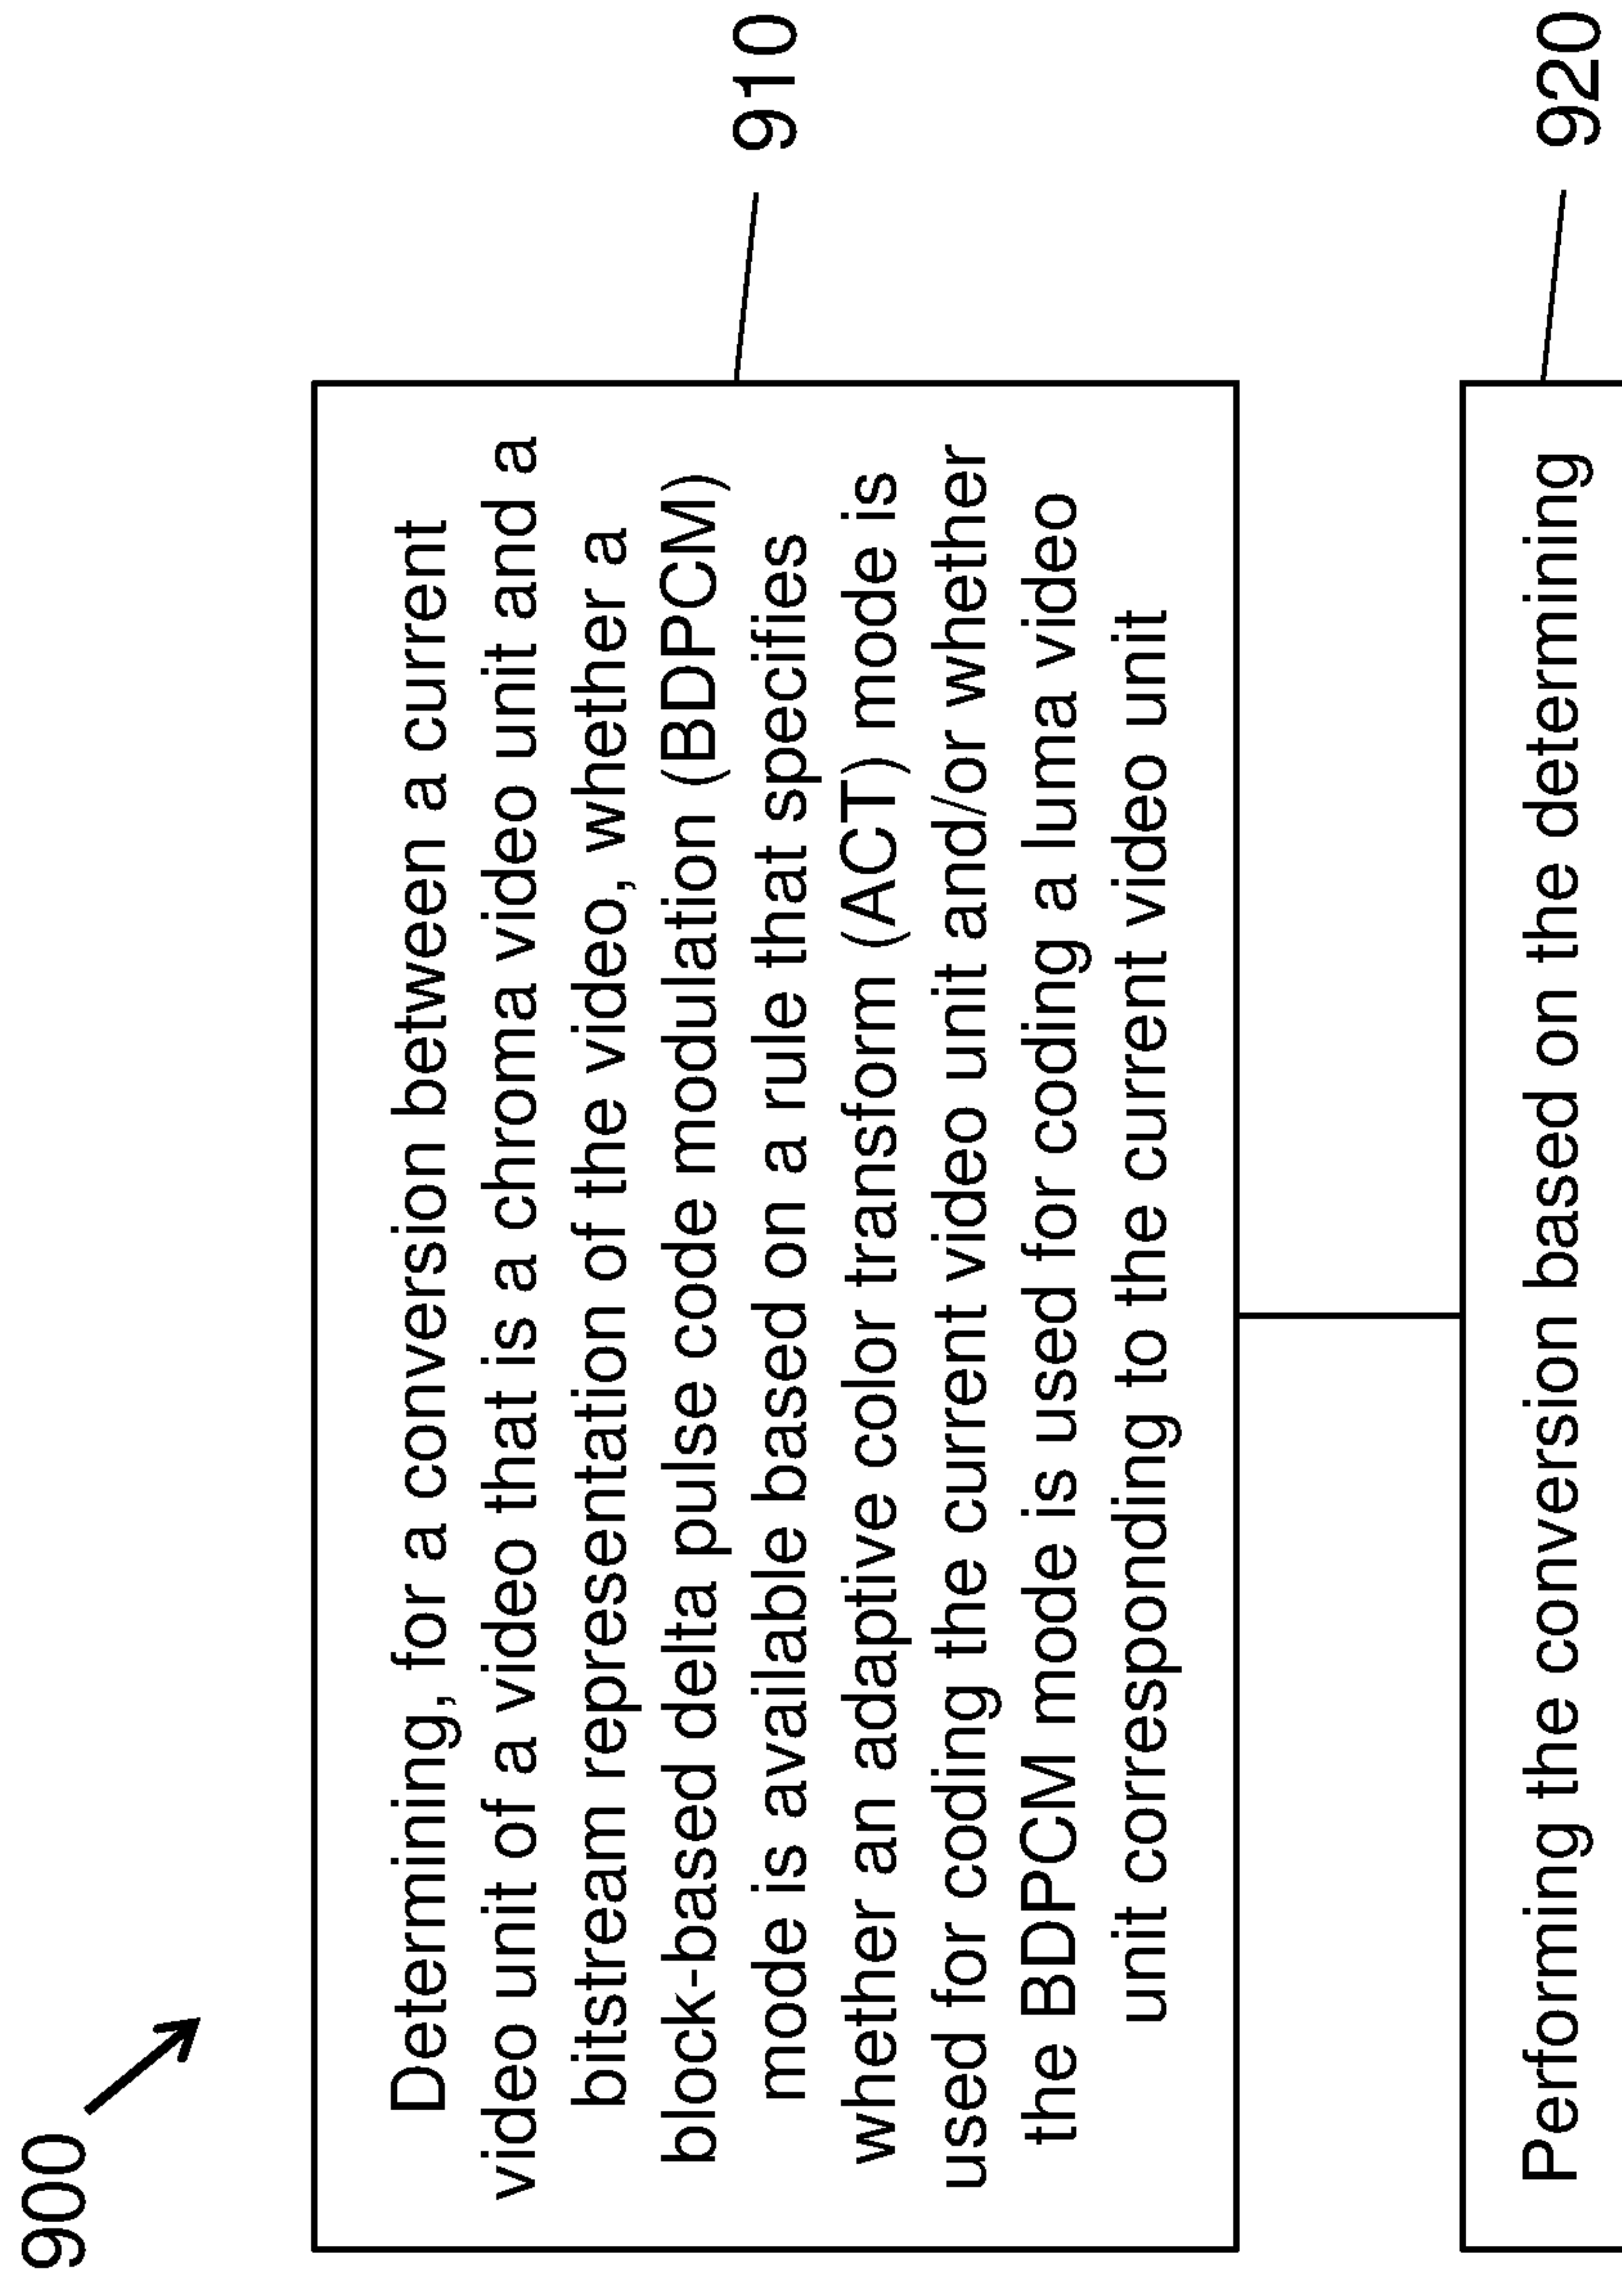 900
Determining, for a conversion between a current
video unit of a video that is a chroma video unit and a
bitstream representation of the video, whether a
block-based delta pulse code modulation (BDPCM)
mode is available based on a rule that specifies
whether an adaptive color transform (ACT) mode is
used for coding the current video unit and/or whether
the BDPCM mode is used for coding a luma video
unit corresponding to the current video unit
910
Performing the conversion based on the determining
920